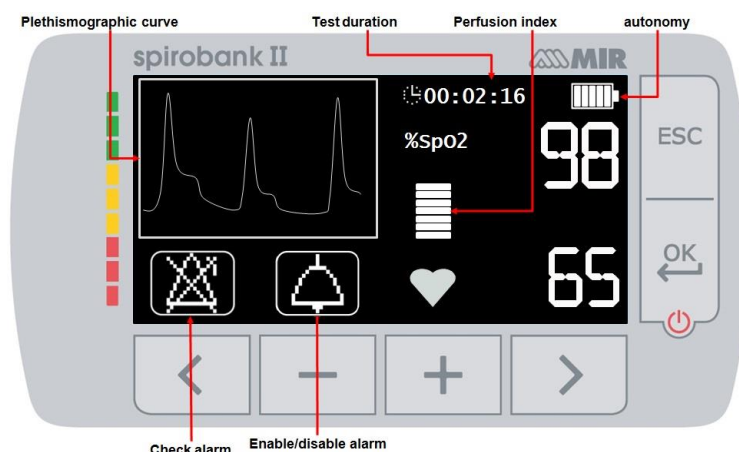 Plethismographic curve
Test duration
Perfusion index
autonomy
spirobank II
MIR
00:02:16
%SpO2
98
65
ESC
OK
Check alarm
Enable/disable alarm